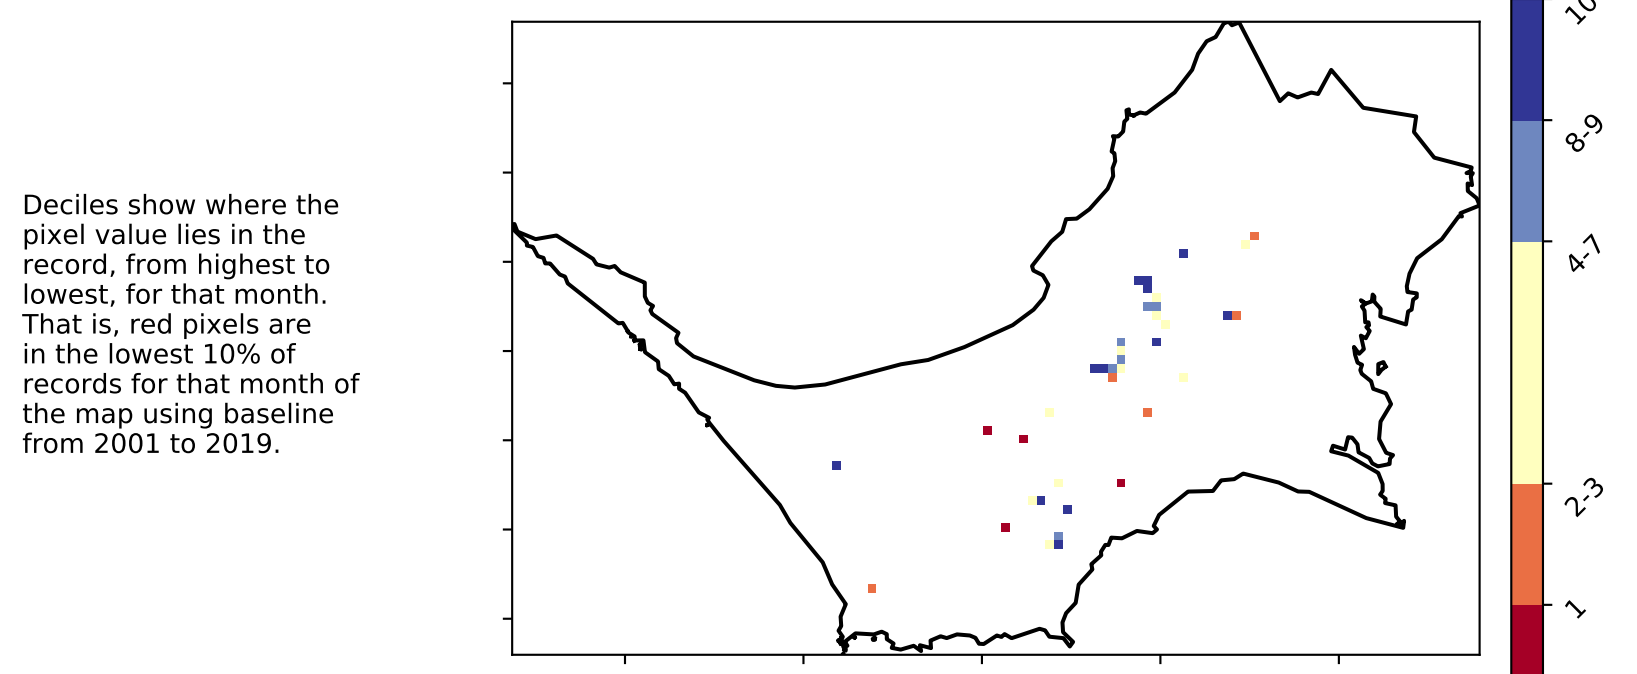 Deciles show where the
pixel value lies in the
record, from highest to
lowest, for that month.
That is, red pixels are
in the lowest 10% of
records for that month of
the map using baseline
from 2001 to 2019.
10
8-9
4-7
2-3
1